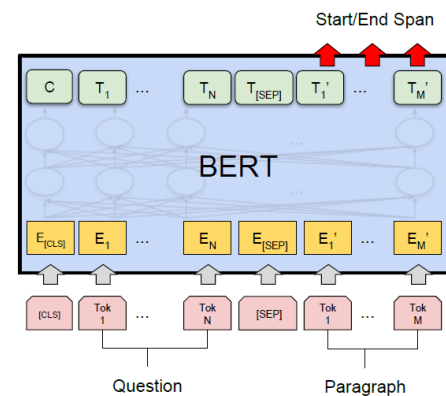 Start/End Span
C T1 ... TN T[SEP] T1' ... TM'
...
BERT
...
E[CLS] E1 ... EN E[SEP] E1' ... EM'
[CLS] Tok 1 ... Tok N [SEP] Tok 1 ... Tok M
Question Paragraph